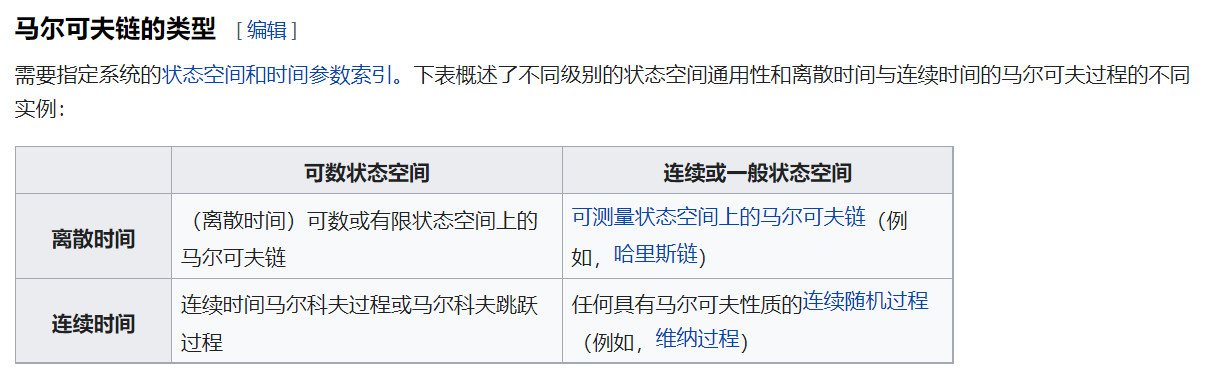 马尔可夫链的类型 [编辑]
需要指定系统的状态空间和时间参数索引。下表概述了不同级别的状态空间通用性和离散时间与连续时间的马尔可夫过程的不同
实例：
可数状态空间 连续或一般状态空间
离散时间
（离散时间）可数或有限状态空间上的
马尔可夫链
可测量状态空间上的马尔可夫链（例
如，哈里斯链）
连续时间
连续时间马尔科夫过程或马尔科夫跳跃
过程
任何具有马尔可夫性质的连续随机过程
（例如，维纳过程）